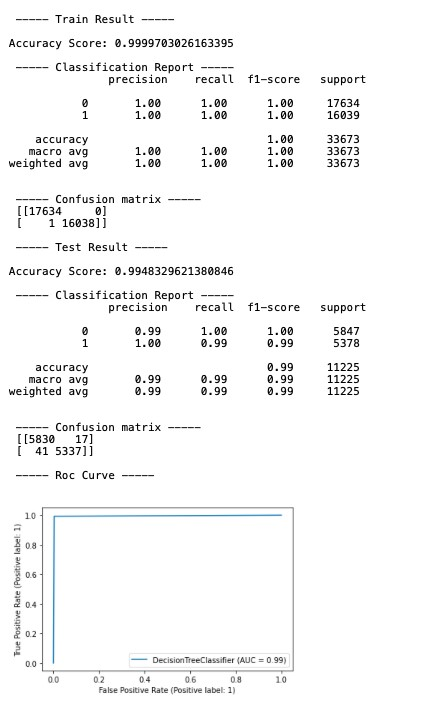 ----- Train Result -----
Accuracy Score: 0.9999703026163395
----- Classification Report -----
precision recall f1-score support
0 1.00 1.00 1.00 17634
1 1.00 1.00 1.00 16039
accuracy 1.00 33673
macro avg 1.00 1.00 1.00 33673
weighted avg 1.00 1.00 1.00 33673
----- Confusion matrix -----
[[17634 0]
[ 1 16038]]
----- Test Result -----
Accuracy Score: 0.9948329621380846
----- Classification Report -----
precision recall f1-score support
0 0.99 1.00 1.00 5847
1 1.00 0.99 0.99 5378
accuracy 0.99 11225
macro avg 0.99 0.99 0.99 11225
weighted avg 0.99 0.99 0.99 11225
----- Confusion matrix -----
[[5830 17]
[ 41 5337]]
----- Roc Curve -----
True Positive Rate (Positive label: 1)
1.0
0.8
0.6
0.4
0.2
0.0
DecisionTreeClassifier (AUC = 0.99)
0.0 0.2 0.4 0.6 0.8 1.0
False Positive Rate (Positive label: 1)